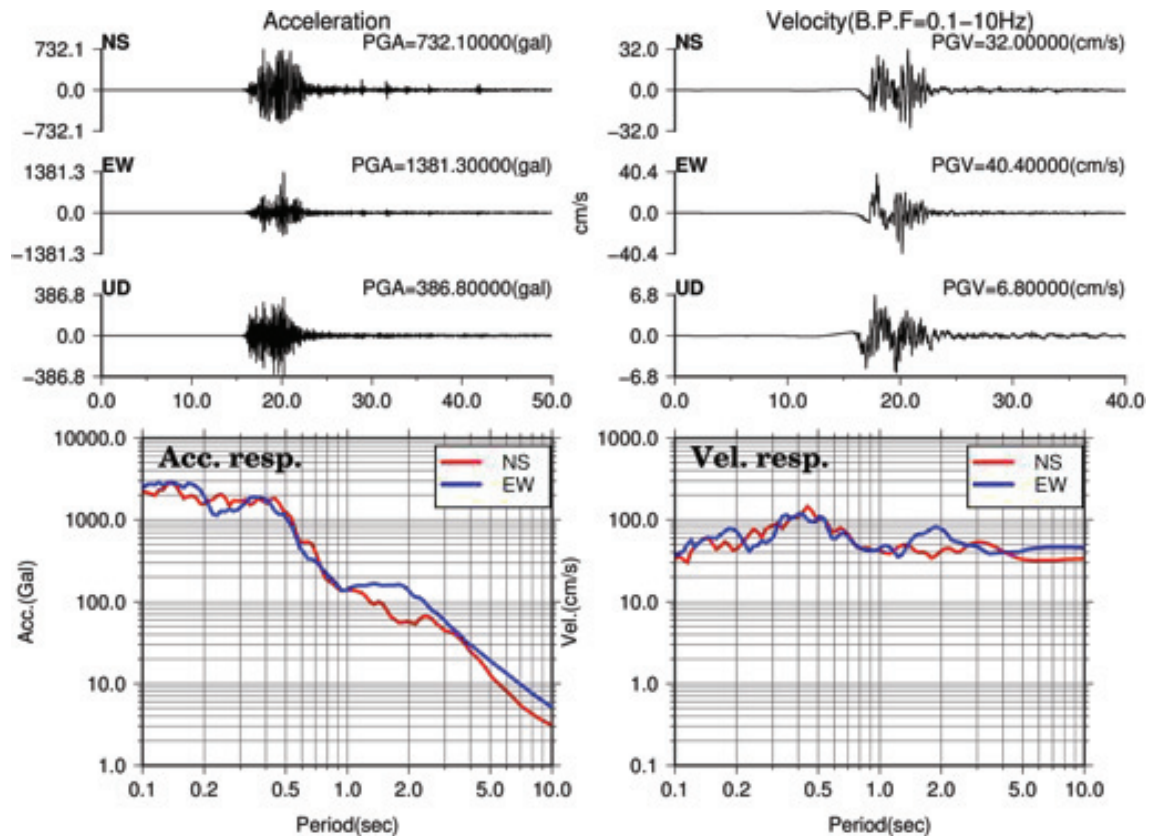 Acceleration
NS
PGA=732.10000(gal)
732.1
0.0
−732.1
EW
PGA=1381.30000(gal)
1381.3
0.0
−1381.3
UD
PGA=386.80000(gal)
386.8
0.0
−386.8
0.0 10.0 20.0 30.0 40.0 50.0
Velocity(B.P.F=0.1−10Hz)
NS
PGV=32.00000(cm/s)
32.0
0.0
−32.0
EW
PGV=40.40000(cm/s)
40.4
0.0
−40.4
cm/s
UD
PGV=6.80000(cm/s)
6.8
0.0
−6.8
0.0 10.0 20.0 30.0 40.0
Acc. resp.
NS
EW
10000.0
1000.0
100.0
10.0
1.0
Acc.(Gal)
0.1 0.2 0.5 1.0 2.0 5.0 10.0
Period(sec)
Vel. resp.
NS
EW
1000.0
100.0
10.0
1.0
0.1
Vel.(cm/s)
0.1 0.2 0.5 1.0 2.0 5.0 10.0
Period(sec)